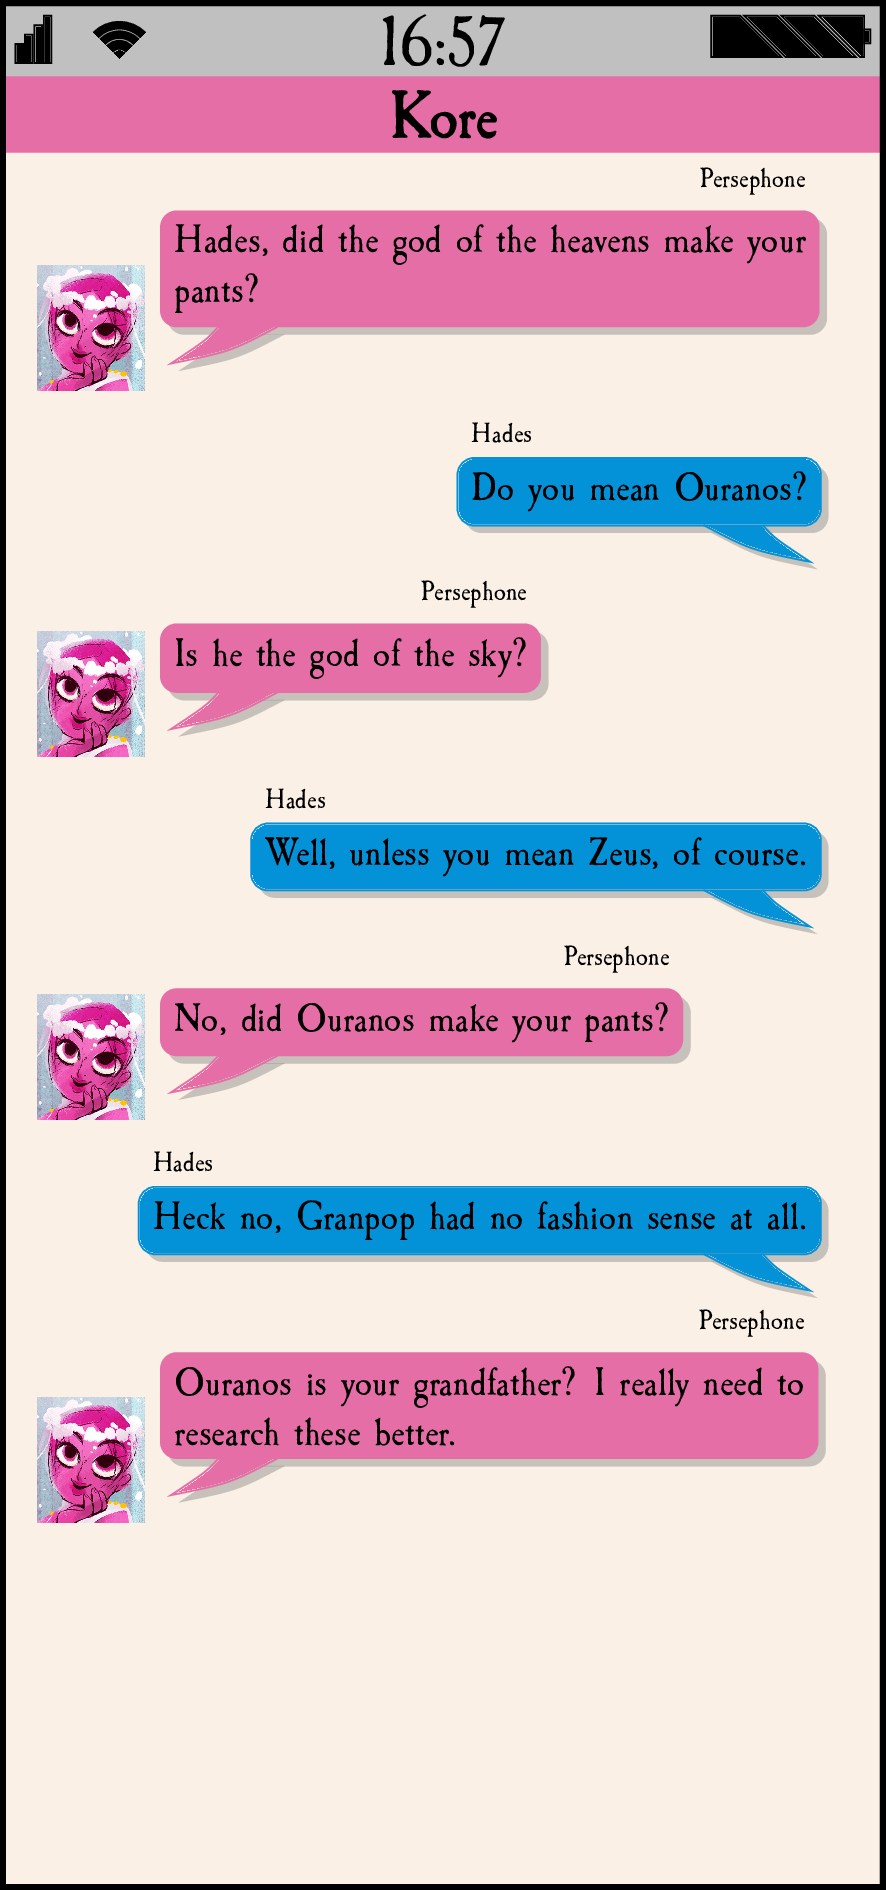 16:57
Kore
Persephone
Hades, did the god of the heavens make your
pants?
Hades
Do you mean Ouranos?
Persephone
Is he the god of the sky?
Hades
Well, unless you mean Zeus, of course.
Persephone
No, did Ouranos make your pants?
Hades
Heck no, Granpop had no fashion sense at all.
Persephone
Ouranos is your grandfather? I really need to
research these better.